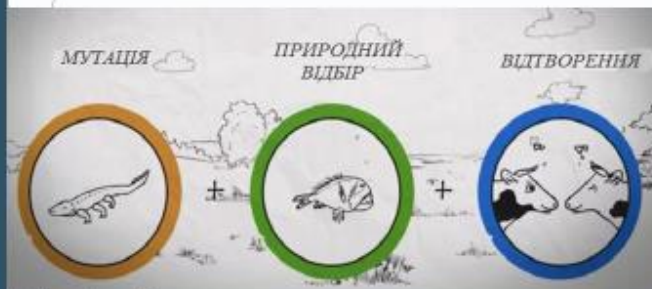 МУТАЦІЯ
ПРИРОДНИЙ
ВІДБІР
ВІДТВОРЕННЯ
+
+